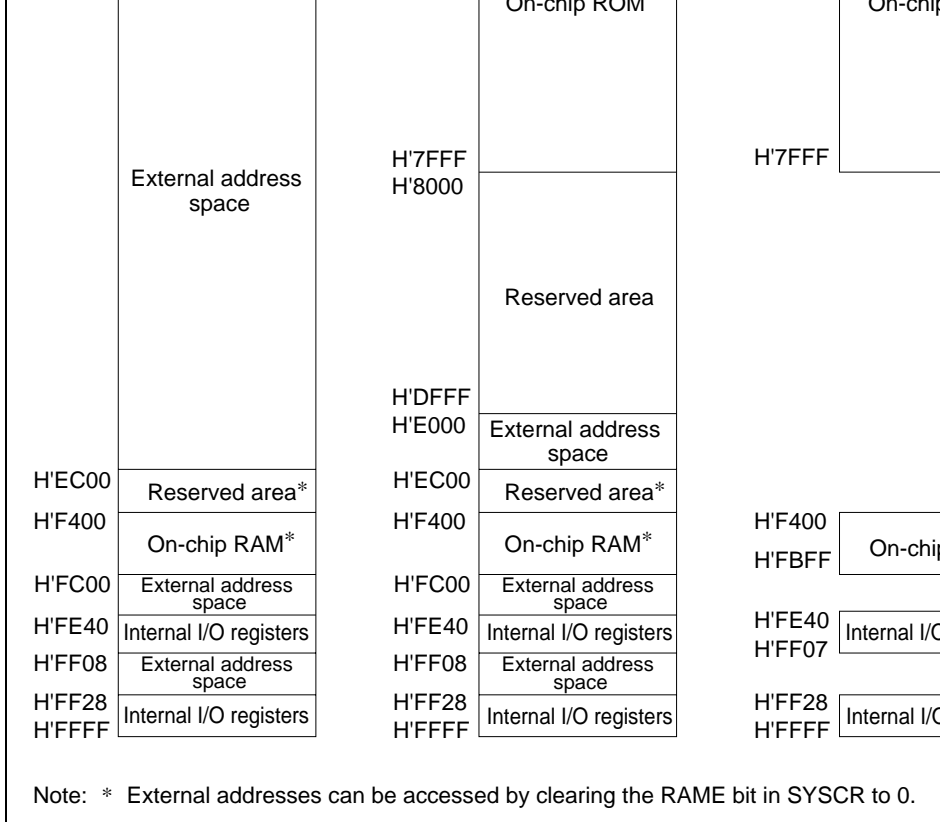 External address
space
H'EC00
Reserved area*
H'F400
On-chip RAM*
H'FC00
External address
space
H'FE40
Internal I/O registers
H'FF08
External address
space
H'FF28
Internal I/O registers
H'FFFF
On-chip ROM
H'7FFF
H'8000
Reserved area
H'DFFF
H'E000
External address
space
H'EC00
Reserved area*
H'F400
On-chip RAM*
H'FC00
External address
space
H'FE40
Internal I/O registers
H'FF08
External address
space
H'FF28
Internal I/O registers
H'FFFF
On-chip
H'7FFF
H'F400
On-chip
H'FBFF
H'FE40
Internal I/O
H'FF07
H'FF28
Internal I/O
H'FFFF
Note: * External addresses can be accessed by clearing the RAME bit in SYSCR to 0.